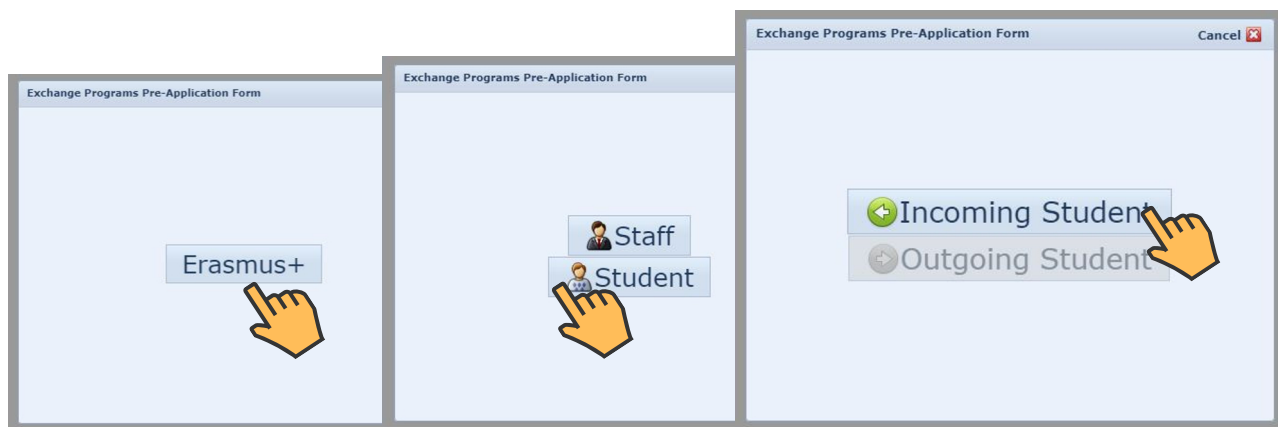 Exchange Programs Pre-Application Form
Erasmus+
Exchange Programs Pre-Application Form
Staff
Student
Exchange Programs Pre-Application Form Cancel
Incoming Student
Outgoing Student